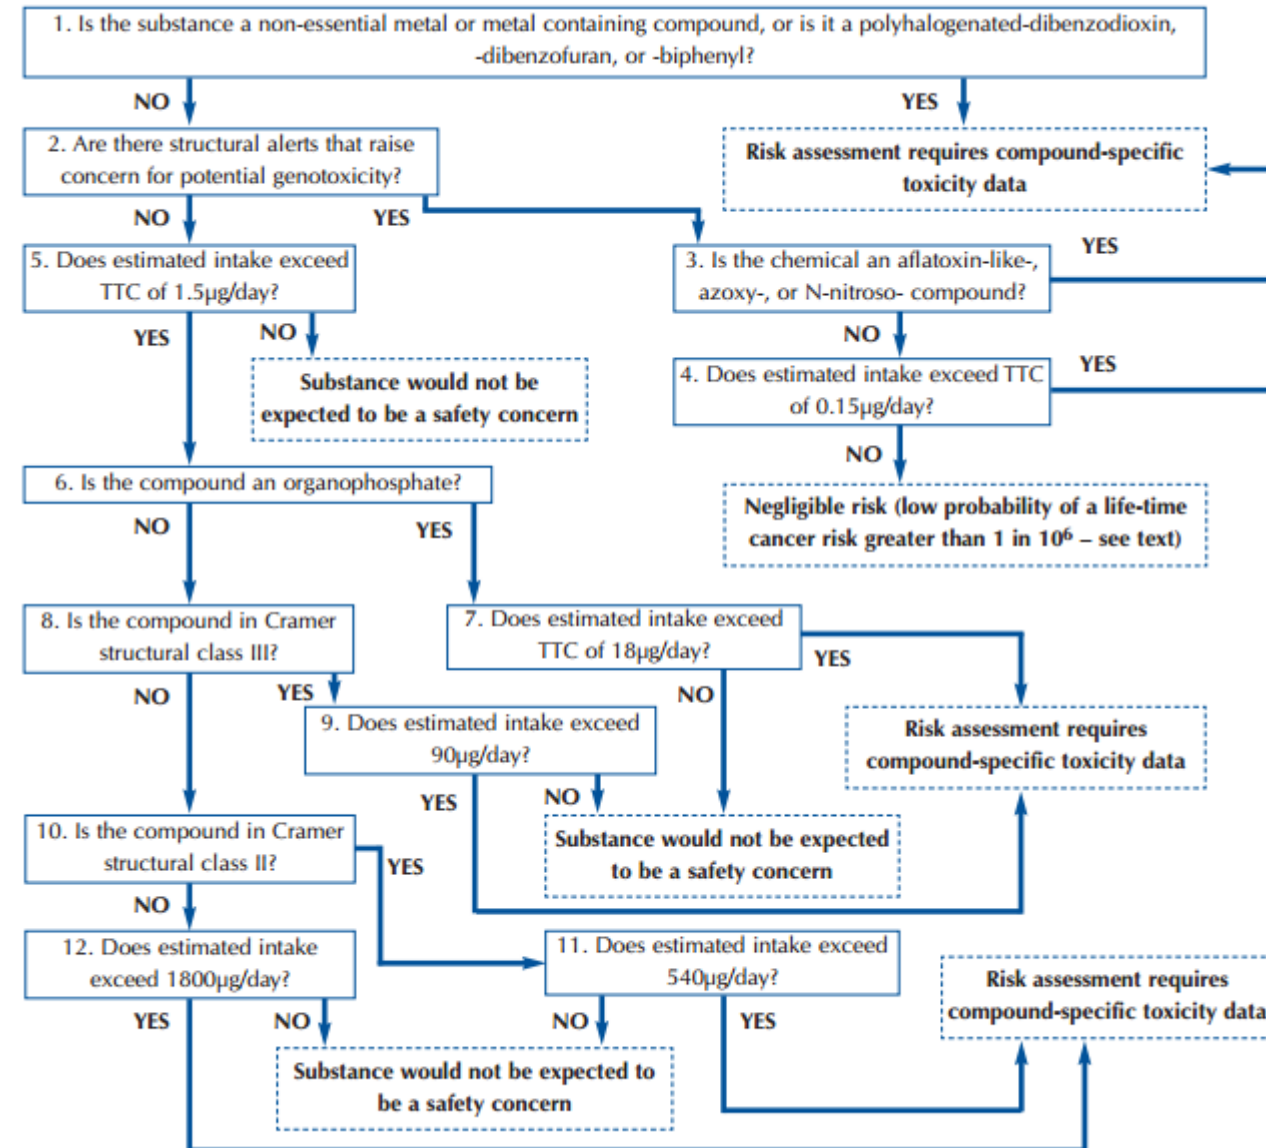 1. Is the substance a non-essential metal or metal containing compound, or is it a polyhalogenated-dibenzodioxin,
-dibenzofuran, or -biphenyl?
NO
YES
2. Are there structural alerts that raise
concern for potential genotoxicity?
Risk assessment requires compound-specific
toxicity data
NO
YES
5. Does estimated intake exceed
TTC of 1.5µg/day?
3. Is the chemical an aflatoxin-like-,
azoxy-, or N-nitroso- compound?
YES
YES
NO
NO
Substance would not be
expected to be a safety concern
4. Does estimated intake exceed TTC
of 0.15µg/day?
YES
NO
6. Is the compound an organophosphate?
Negligible risk (low probability of a life-time
cancer risk greater than 1 in 10⁶ – see text)
NO
YES
8. Is the compound in Cramer
structural class III?
7. Does estimated intake exceed
TTC of 18µg/day?
YES
NO
YES
NO
9. Does estimated intake exceed
90µg/day?
Risk assessment requires
compound-specific toxicity data
YES
NO
10. Is the compound in Cramer
structural class II?
Substance would not be expected
to be a safety concern
YES
NO
12. Does estimated intake
exceed 1800µg/day?
11. Does estimated intake exceed
540µg/day?
Risk assessment requires
compound-specific toxicity data
YES
NO
NO
YES
Substance would not be expected to
be a safety concern